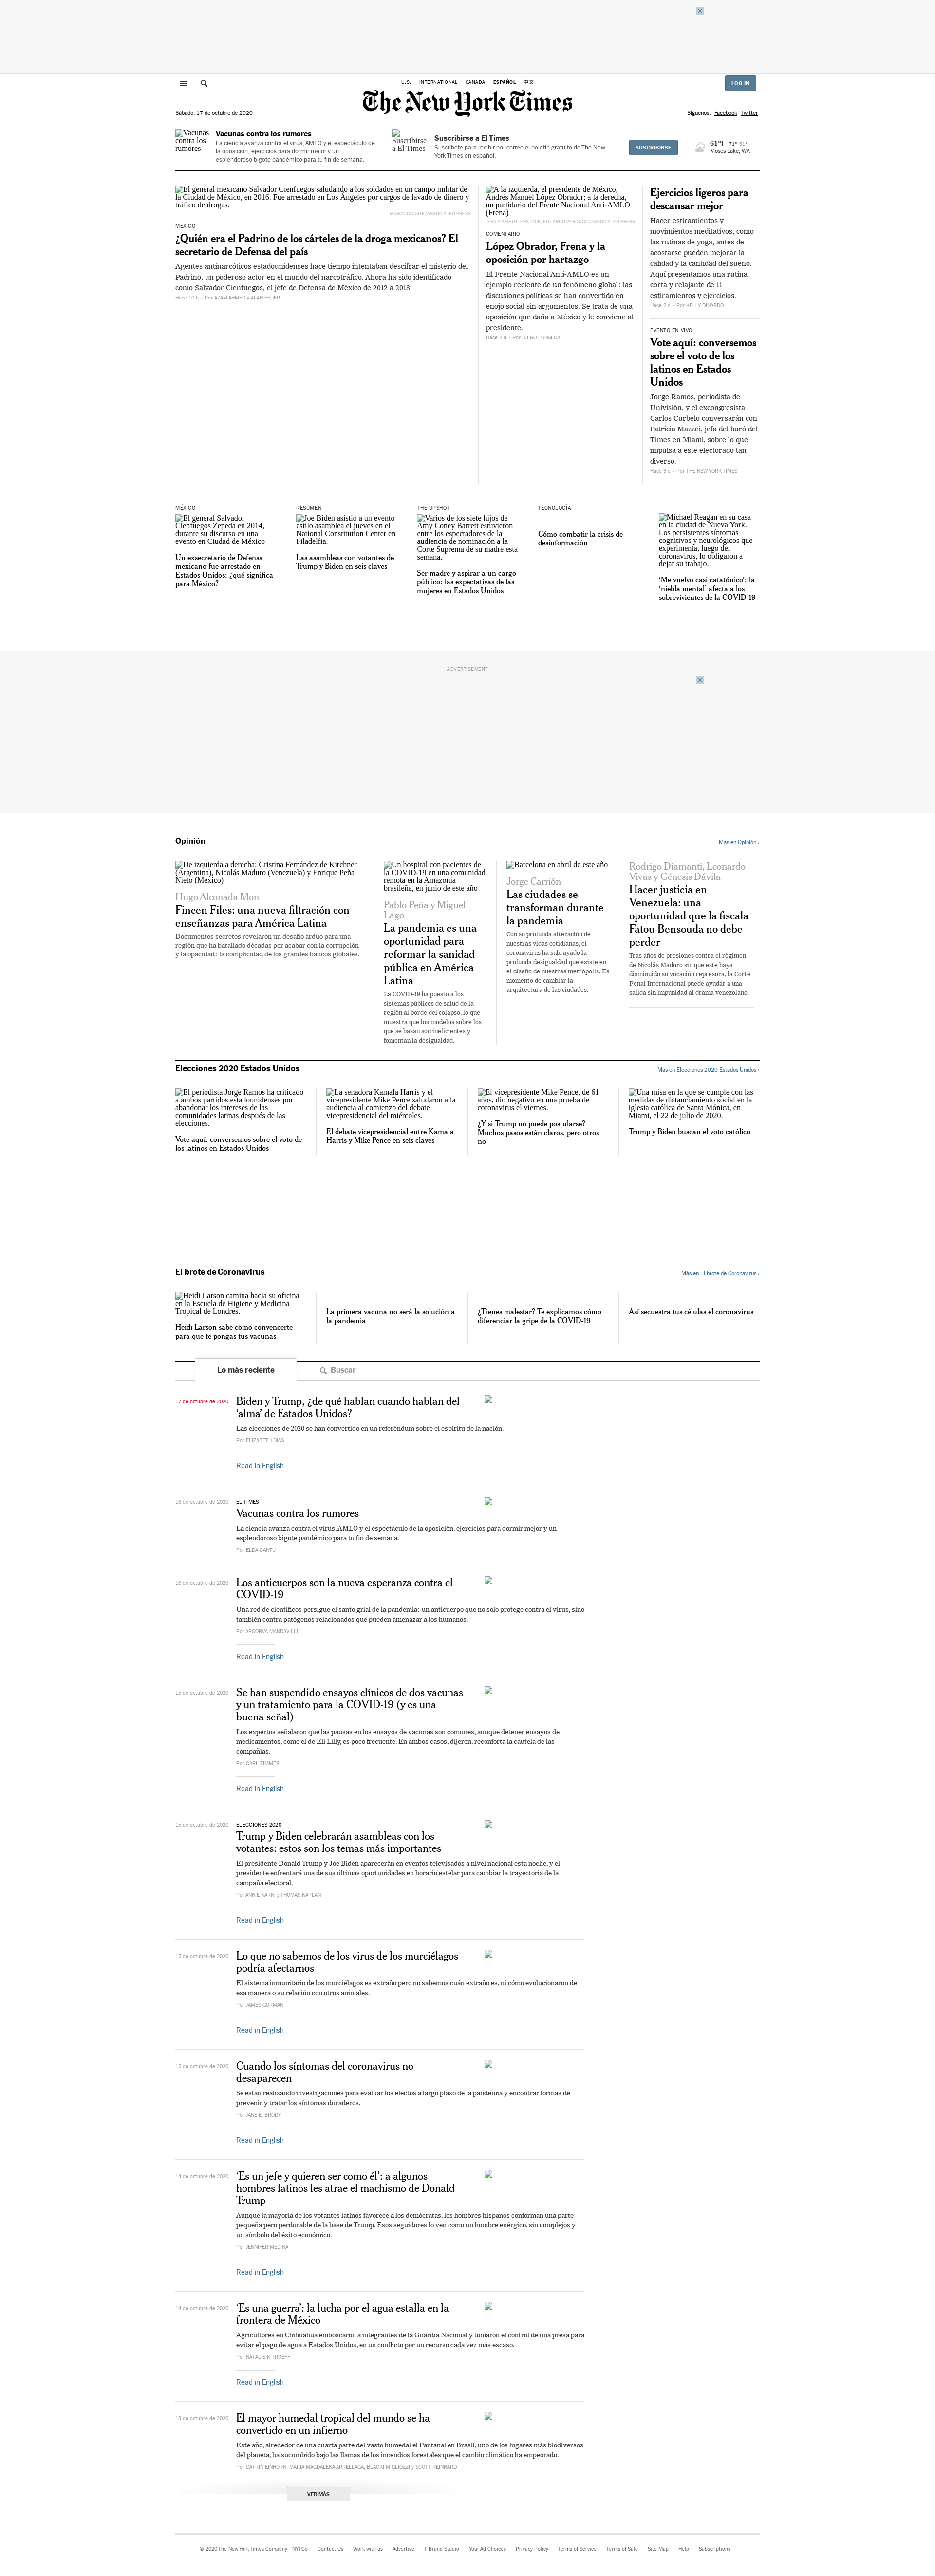 U.S. INTERNATIONAL CANADA ESPAÑOL 中文
LOG IN
The New York Times
Sábado, 17 de octubre de 2020
Síguenos: Facebook Twitter
Vacunas contra los rumores
Vacunas contra los rumores
La ciencia avanza contra el virus, AMLO y el espectáculo de
la oposición, ejercicios para dormir mejor y un
esplendoroso bigote pandémico para tu fin de semana.
Suscribirse a El Times
Suscribirse a El Times
Suscríbete para recibir por correo el boletín gratuito de The New
York Times en español.
SUSCRIBIRSE
61°F 71° 51°
Moses Lake, WA
El general mexicano Salvador Cienfuegos saludando a los soldados en un campo militar de
la Ciudad de México, en 2016. Fue arrestado en Los Ángeles por cargos de lavado de dinero y
tráfico de drogas.
MARCO UGARTE/ASSOCIATED PRESS
MÉXICO
¿Quién era el Padrino de los cárteles de la droga mexicanos? El
secretario de Defensa del país
Agentes antinarcóticos estadounidenses hace tiempo intentaban descifrar el misterio del
Padrino, un poderoso actor en el mundo del narcotráfico. Ahora ha sido identificado
como Salvador Cienfuegos, el jefe de Defensa de México de 2012 a 2018.
Hace 10 h • Por AZAM AHMED y ALAN FEUER
A la izquierda, el presidente de México,
Andrés Manuel López Obrador; a la derecha,
un partidario del Frente Nacional Anti-AMLO
(Frena)
EPA VIA SHUTTERSTOCK; EDUARDO VERDUGO/ASSOCIATED PRESS
COMENTARIO
López Obrador, Frena y la
oposición por hartazgo
El Frente Nacional Anti-AMLO es un
ejemplo reciente de un fenómeno global: las
discusiones políticas se han convertido en
enojo social sin argumentos. Se trata de una
oposición que daña a México y le conviene al
presidente.
Hace 2 d • Por DIEGO FONSECA
Ejercicios ligeros para
descansar mejor
Hacer estiramientos y
movimientos meditativos, como
las rutinas de yoga, antes de
acostarse pueden mejorar la
calidad y la cantidad del sueño.
Aquí presentamos una rutina
corta y relajante de 11
estiramientos y ejercicios.
Hace 2 d • Por KELLY DINARDO
EVENTO EN VIVO
Vote aquí: conversemos
sobre el voto de los
latinos en Estados
Unidos
Jorge Ramos, periodista de
Univisión, y el excongresista
Carlos Curbelo conversarán con
Patricia Mazzei, jefa del buró del
Times en Miami, sobre lo que
impulsa a este electorado tan
diverso.
Hace 3 d • Por THE NEW YORK TIMES
MÉXICO
El general Salvador
Cienfuegos Zepeda en 2014,
durante su discurso en una
evento en Ciudad de México
Un exsecretario de Defensa
mexicano fue arrestado en
Estados Unidos: ¿qué significa
para México?
RESUMEN
Joe Biden asistió a un evento
estilo asamblea el jueves en el
National Constitution Center en
Filadelfia.
Las asambleas con votantes de
Trump y Biden en seis claves
THE UPSHOT
Varios de los siete hijos de
Amy Coney Barrett estuvieron
entre los espectadores de la
audiencia de nominación a la
Corte Suprema de su madre esta
semana.
Ser madre y aspirar a un cargo
público: las expectativas de las
mujeres en Estados Unidos
TECNOLOGÍA
Cómo combatir la crisis de
desinformación
Michael Reagan en su casa
en la ciudad de Nueva York.
Los persistentes síntomas
cognitivos y neurológicos que
experimenta, luego del
coronavirus, lo obligaron a
dejar su trabajo.
‘Me vuelvo casi catatónico’: la
‘niebla mental’ afecta a los
sobrevivientes de la COVID-19
ADVERTISEMENT
Opinión
Más en Opinión ›
De izquierda a derecha: Cristina Fernández de Kirchner
(Argentina), Nicolás Maduro (Venezuela) y Enrique Peña
Nieto (México)
Hugo Alconada Mon
Fincen Files: una nueva filtración con
enseñanzas para América Latina
Documentos secretos revelaron un desafío arduo para una
región que ha batallado décadas por acabar con la corrupción
y la opacidad: la complicidad de los grandes bancos globales.
Un hospital con pacientes de
la COVID-19 en una comunidad
remota en la Amazonía
brasileña, en junio de este año
Pablo Peña y Miguel
Lago
La pandemia es una
oportunidad para
reformar la sanidad
pública en América
Latina
La COVID-19 ha puesto a los
sistemas públicos de salud de la
región al borde del colapso, lo que
muestra que los modelos sobre los
que se basan son ineficientes y
fomentan la desigualdad.
Barcelona en abril de este año
Jorge Carrión
Las ciudades se
transforman durante
la pandemia
Con su profunda alteración de
nuestras vidas cotidianas, el
coronavirus ha subrayado la
profunda desigualdad que existe en
el diseño de nuestras metrópolis. Es
momento de cambiar la
arquitectura de las ciudades.
Rodrigo Diamanti, Leonardo
Vivas y Génesis Dávila
Hacer justicia en
Venezuela: una
oportunidad que la fiscala
Fatou Bensouda no debe
perder
Tras años de presiones contra el régimen
de Nicolás Maduro sin que este haya
disminuido su vocación represora, la Corte
Penal Internacional puede ayudar a una
salida sin impunidad al drama venezolano.
Elecciones 2020 Estados Unidos
Más en Elecciones 2020 Estados Unidos ›
El periodista Jorge Ramos ha criticado
a ambos partidos estadounidenses por
abandonar los intereses de las
comunidades latinas después de las
elecciones.
Vote aquí: conversemos sobre el voto de
los latinos en Estados Unidos
La senadora Kamala Harris y el
vicepresidente Mike Pence saludaron a la
audiencia al comienzo del debate
vicepresidencial del miércoles.
El debate vicepresidencial entre Kamala
Harris y Mike Pence en seis claves
El vicepresidente Mike Pence, de 61
años, dio negativo en una prueba de
coronavirus el viernes.
¿Y si Trump no puede postularse?
Muchos pasos están claros, pero otros
no
Una misa en la que se cumple con las
medidas de distanciamiento social en la
iglesia católica de Santa Mónica, en
Miami, el 22 de julio de 2020.
Trump y Biden buscan el voto católico
El brote de Coronavirus
Más en El brote de Coronavirus ›
Heidi Larson camina hacia su oficina
en la Escuela de Higiene y Medicina
Tropical de Londres.
Heidi Larson sabe cómo convencerte
para que te pongas tus vacunas
La primera vacuna no será la solución a
la pandemia
¿Tienes malestar? Te explicamos cómo
diferenciar la gripe de la COVID-19
Así secuestra tus células el coronavirus
Lo más reciente
Buscar
17 de octubre de 2020
Biden y Trump, ¿de qué hablan cuando hablan del
‘alma’ de Estados Unidos?
Las elecciones de 2020 se han convertido en un referéndum sobre el espíritu de la nación.
Por ELIZABETH DIAS
Read in English
16 de octubre de 2020
EL TIMES
Vacunas contra los rumores
La ciencia avanza contra el virus, AMLO y el espectáculo de la oposición, ejercicios para dormir mejor y un
esplendoroso bigote pandémico para tu fin de semana.
Por ELDA CANTÚ
16 de octubre de 2020
Los anticuerpos son la nueva esperanza contra el
COVID-19
Una red de científicos persigue el santo grial de la pandemia: un anticuerpo que no solo protege contra el virus, sino
también contra patógenos relacionados que pueden amenazar a los humanos.
Por APOORVA MANDAVILLI
Read in English
15 de octubre de 2020
Se han suspendido ensayos clínicos de dos vacunas
y un tratamiento para la COVID-19 (y es una
buena señal)
Los expertos señalaron que las pausas en los ensayos de vacunas son comunes, aunque detener ensayos de
medicamentos, como el de Eli Lilly, es poco frecuente. En ambos casos, dijeron, reconforta la cautela de las
compañías.
Por CARL ZIMMER
Read in English
15 de octubre de 2020
ELECCIONES 2020
Trump y Biden celebrarán asambleas con los
votantes: estos son los temas más importantes
El presidente Donald Trump y Joe Biden aparecerán en eventos televisados a nivel nacional esta noche, y el
presidente enfrentará una de sus últimas oportunidades en horario estelar para cambiar la trayectoria de la
campaña electoral.
Por ANNIE KARNI y THOMAS KAPLAN
Read in English
15 de octubre de 2020
Lo que no sabemos de los virus de los murciélagos
podría afectarnos
El sistema inmunitario de los murciélagos es extraño pero no sabemos cuán extraño es, ni cómo evolucionaron de
esa manera o su relación con otros animales.
Por JAMES GORMAN
Read in English
15 de octubre de 2020
Cuando los síntomas del coronavirus no
desaparecen
Se están realizando investigaciones para evaluar los efectos a largo plazo de la pandemia y encontrar formas de
prevenir y tratar los síntomas duraderos.
Por JANE E. BRODY
Read in English
14 de octubre de 2020
‘Es un jefe y quieren ser como él’: a algunos
hombres latinos les atrae el machismo de Donald
Trump
Aunque la mayoría de los votantes latinos favorece a los demócratas, los hombres hispanos conforman una parte
pequeña pero perdurable de la base de Trump. Esos seguidores lo ven como un hombre enérgico, sin complejos y
un símbolo del éxito económico.
Por JENNIFER MEDINA
Read in English
14 de octubre de 2020
‘Es una guerra’: la lucha por el agua estalla en la
frontera de México
Agricultores en Chihuahua emboscaron a integrantes de la Guardia Nacional y tomaron el control de una presa para
evitar el pago de agua a Estados Unidos, en un conflicto por un recurso cada vez más escaso.
Por NATALIE KITROEFF
Read in English
13 de octubre de 2020
El mayor humedal tropical del mundo se ha
convertido en un infierno
Este año, alrededor de una cuarta parte del vasto humedal el Pantanal en Brasil, uno de los lugares más biodiversos
del planeta, ha sucumbido bajo las llamas de los incendios forestales que el cambio climático ha empeorado.
Por CATRIN EINHORN, MARIA MAGDALENA ARRÉLLAGA, BLACKI MIGLIOZZI y SCOTT REINHARD
VER MÁS
© 2020 The New York Times Company NYTCo Contact Us Work with us Advertise T Brand Studio Your Ad Choices Privacy Policy Terms of Service Terms of Sale Site Map Help Subscriptions